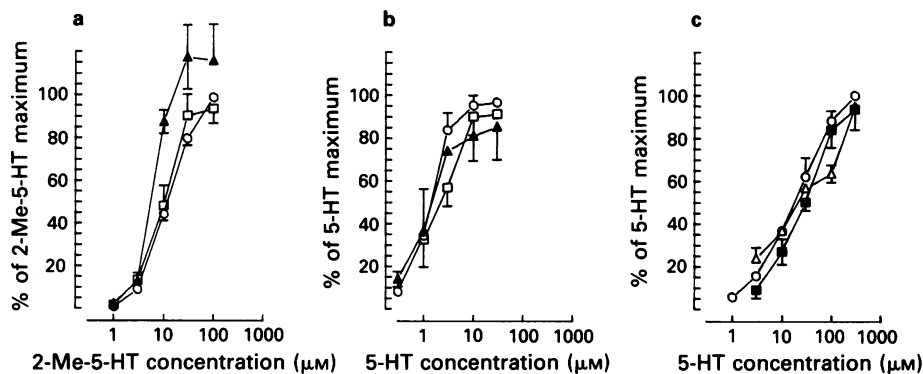 a
% of 2-Me-5-HT maximum
100
80
60
40
20
1 10 100 1000
2-Me-5-HT concentration (μM)
b
% of 5-HT maximum
100
80
60
40
20
1 10 100 1000
5-HT concentration (μM)
c
% of 5-HT maximum
100
80
60
40
20
1 10 100 1000
5-HT concentration (μM)